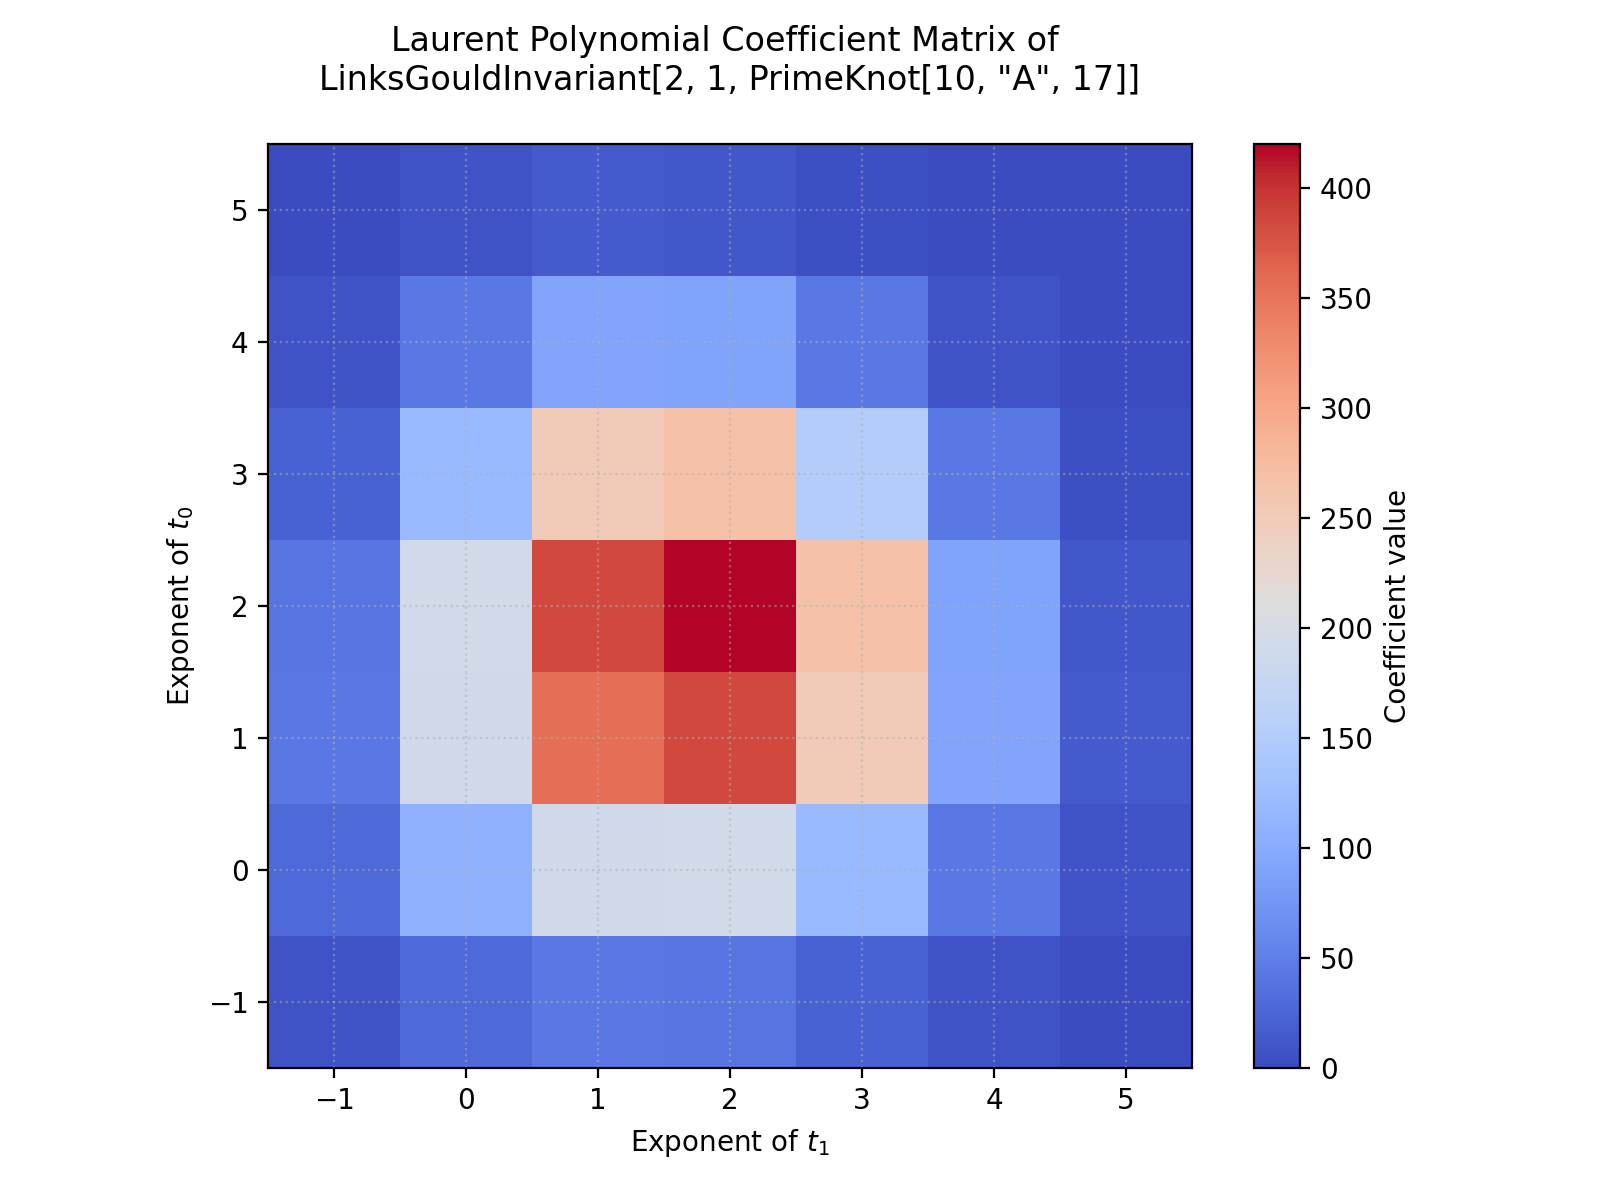 Laurent Polynomial Coefficient Matrix of
LinksGouldInvariant[2, 1, PrimeKnot[10, "A", 17]]
5
4
3
2
1
0
−1
Exponent of t₀
−1 0 1 2 3 4 5
Exponent of t₁
400
350
300
250
200
150
100
50
0
Coefficient value